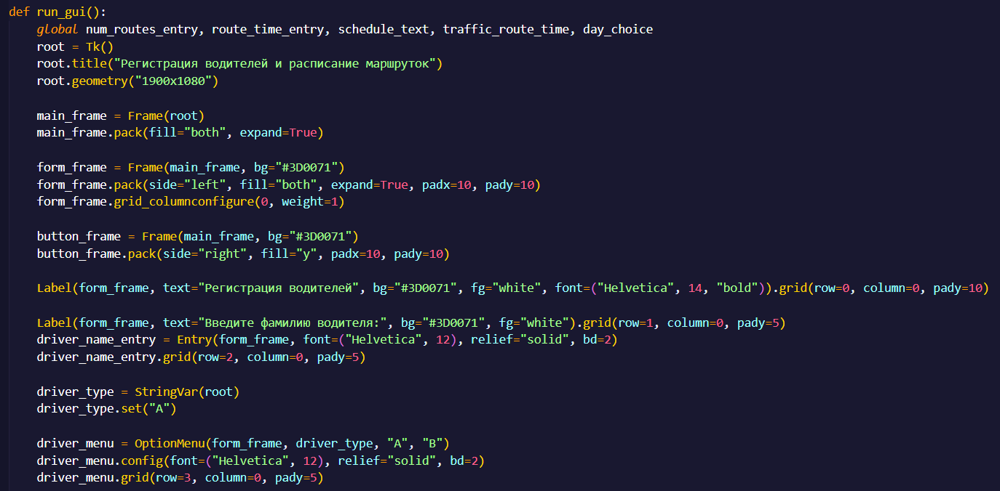 def run_gui():
    global num_routes_entry, route_time_entry, schedule_text, traffic_route_time, day_choice
    root = Tk()
    root.title("Регистрация водителей и расписание маршруток")
    root.geometry("1900x1080")

    main_frame = Frame(root)
    main_frame.pack(fill="both", expand=True)

    form_frame = Frame(main_frame, bg="#3D0071")
    form_frame.pack(side="left", fill="both", expand=True, padx=10, pady=10)
    form_frame.grid_columnconfigure(0, weight=1)

    button_frame = Frame(main_frame, bg="#3D0071")
    button_frame.pack(side="right", fill="y", padx=10, pady=10)

    Label(form_frame, text="Регистрация водителей", bg="#3D0071", fg="white", font=("Helvetica", 14, "bold")).grid(row=0, column=0, pady=10)

    Label(form_frame, text="Введите фамилию водителя:", bg="#3D0071", fg="white").grid(row=1, column=0, pady=5)
    driver_name_entry = Entry(form_frame, font=("Helvetica", 12), relief="solid", bd=2)
    driver_name_entry.grid(row=2, column=0, pady=5)

    driver_type = StringVar(root)
    driver_type.set("A")

    driver_menu = OptionMenu(form_frame, driver_type, "A", "B")
    driver_menu.config(font=("Helvetica", 12), relief="solid", bd=2)
    driver_menu.grid(row=3, column=0, pady=5)